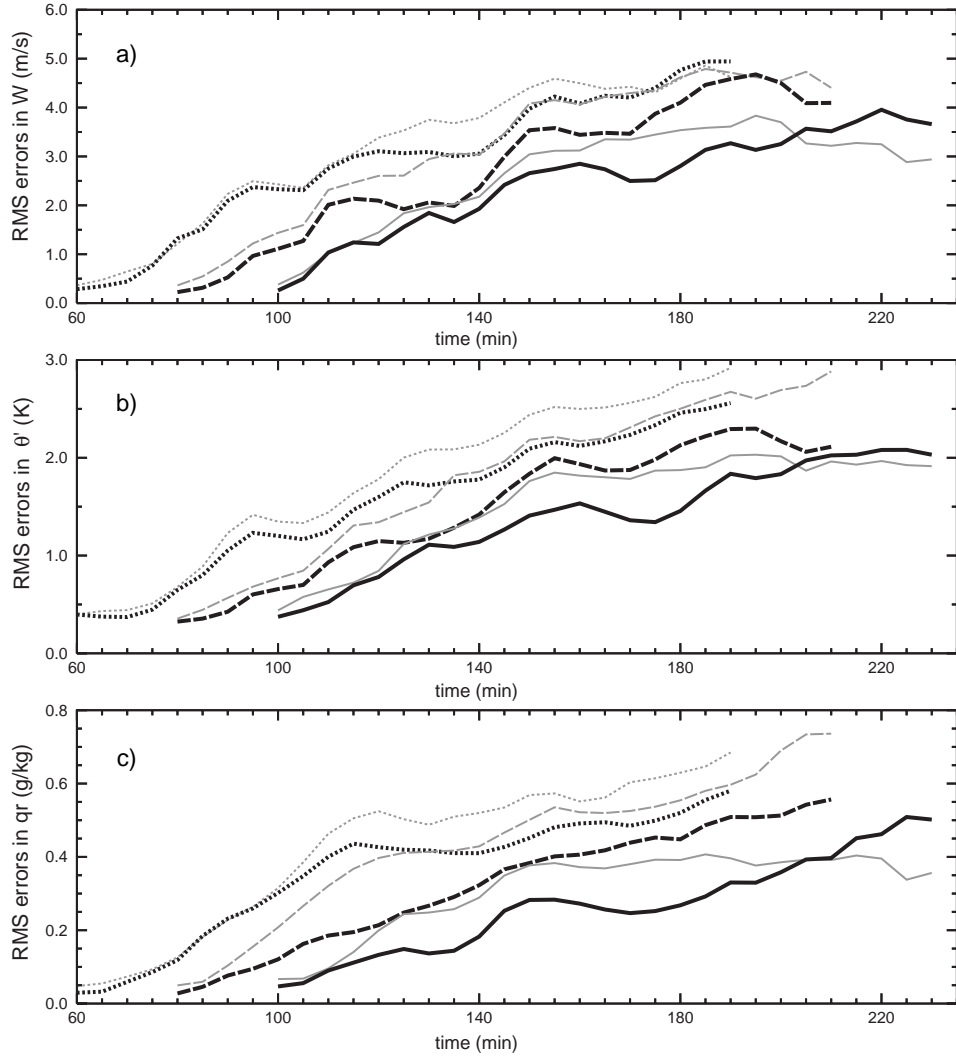 a)
RMS errors in W (m/s)
6.0
5.0
4.0
3.0
2.0
1.0
0.0
60 100 140 180 220
time (min)
b)
RMS errors in θ' (K)
3.0
2.0
1.0
0.0
60 100 140 180 220
time (min)
c)
RMS errors in qr (g/kg)
0.8
0.6
0.4
0.2
0.0
60 100 140 180 220
time (min)